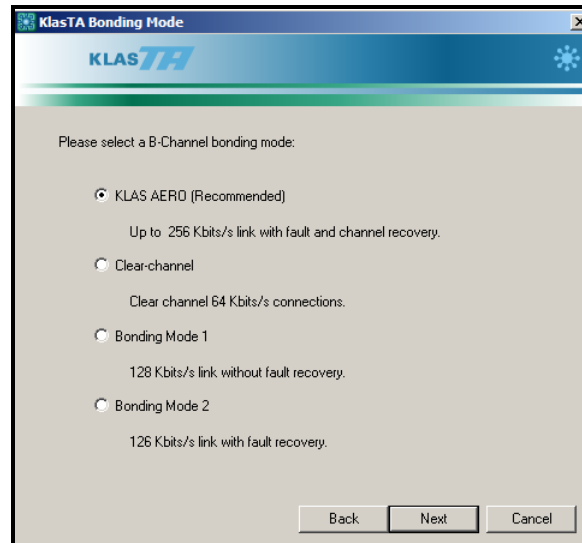 KlasTA Bonding Mode
KLAS TA
Please select a B-Channel bonding mode:
KLAS AERO (Recommended)
Up to 256 Kbits/s link with fault and channel recovery.
Clear-channel
Clear channel 64 Kbits/s connections.
Bonding Mode 1
128 Kbits/s link without fault recovery.
Bonding Mode 2
126 Kbits/s link with fault recovery.
Back Next Cancel